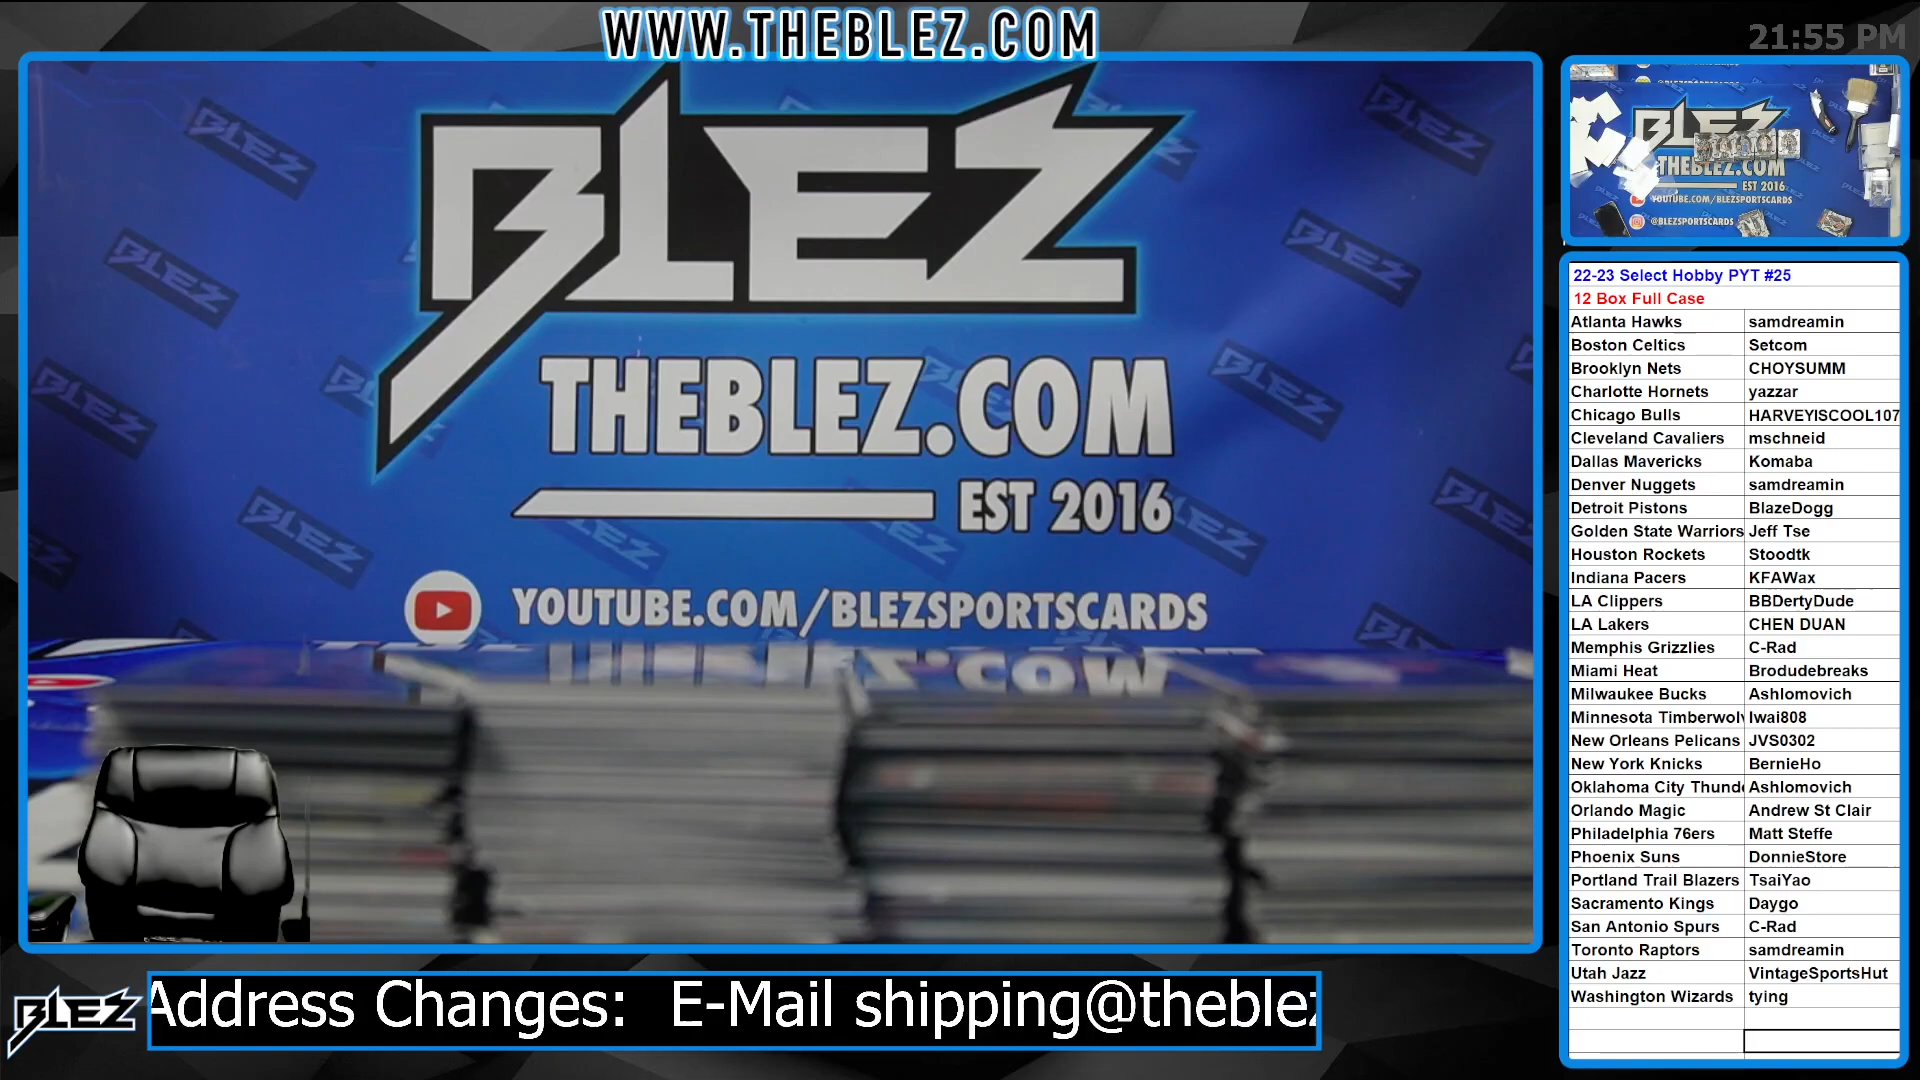 WWW.THEBLEZ.COM
21:55 PM
BLEZ
THEBLEZ.COM
EST 2016
YOUTUBE.COM/BLEZSPORTSCARDS
BLEZ
THEBLEZ.COM
EST 2016
YOUTUBE.COM/BLEZSPORTSCARDS
@BLEZSPORTSCARDS
22-23 Select Hobby PYT #25
12 Box Full Case
Atlanta Hawks samdreamin
Boston Celtics Setcom
Brooklyn Nets CHOYSUMM
Charlotte Hornets yazzar
Chicago Bulls HARVEYISCOOL107
Cleveland Cavaliers mschneid
Dallas Mavericks Komaba
Denver Nuggets samdreamin
Detroit Pistons BlazeDogg
Golden State Warriors Jeff Tse
Houston Rockets Stoodtk
Indiana Pacers KFAWax
LA Clippers BBDertyDude
LA Lakers CHEN DUAN
Memphis Grizzlies C-Rad
Miami Heat Brodudebreaks
Milwaukee Bucks Ashlomovich
Minnesota Timberwolv Iwai808
New Orleans Pelicans JVS0302
New York Knicks BernieHo
Oklahoma City Thunde Ashlomovich
Orlando Magic Andrew St Clair
Philadelphia 76ers Matt Steffe
Phoenix Suns DonnieStore
Portland Trail Blazers TsaiYao
Sacramento Kings Daygo
San Antonio Spurs C-Rad
Toronto Raptors samdreamin
Utah Jazz VintageSportsHut
Washington Wizards tying
BLEZ
Address Changes: E-Mail shipping@theblez